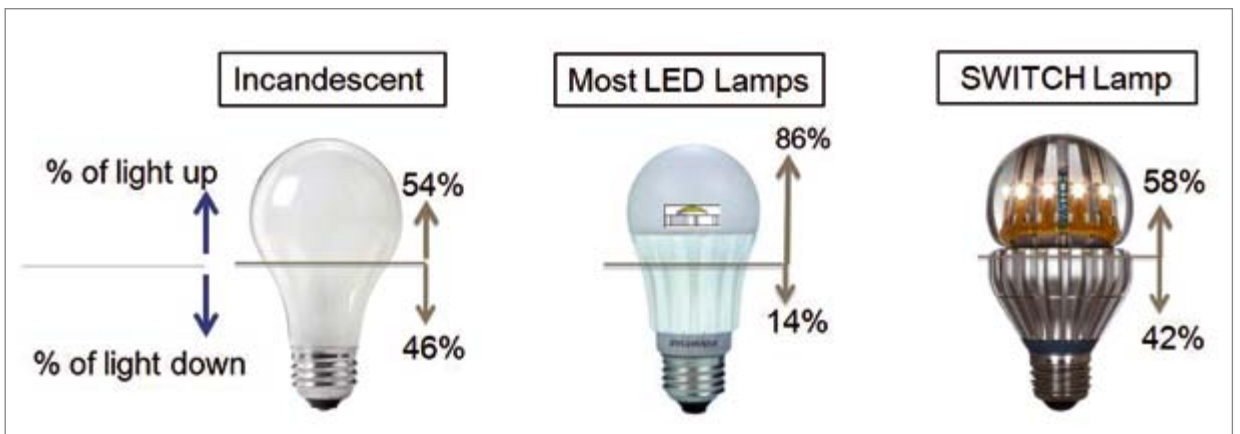 Incandescent
Most LED Lamps
SWITCH Lamp
% of light up
54%
86%
58%
% of light down
46%
14%
42%